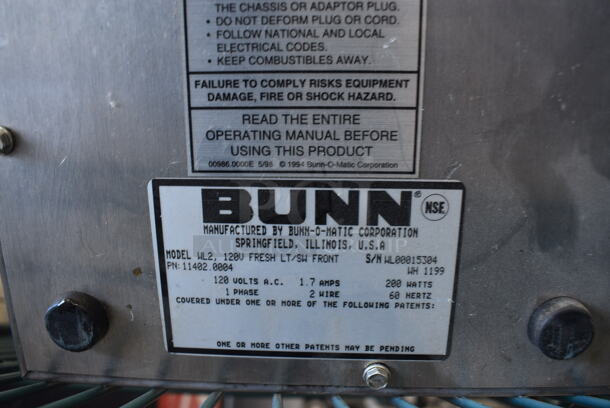 THE CHASSIS OR ADAPTOR PLUG.
• DO NOT DEFORM PLUG OR CORD.
• FOLLOW NATIONAL AND LOCAL
ELECTRICAL CODES.
• KEEP COMBUSTIBLES AWAY.
FAILURE TO COMPLY RISKS EQUIPMENT
DAMAGE, FIRE OR SHOCK HAZARD.
READ THE ENTIRE
OPERATING MANUAL BEFORE
USING THIS PRODUCT
00986.0000E 5/98 © 1994 Bunn-O-Matic Corporation
BUNN® NSF.
MANUFACTURED BY BUNN-O-MATIC CORPORATION
SPRINGFIELD, ILLINOIS, U.S.A
MODEL WL2, 120V FRESH LT/SW FRONT S/N WL00015304
PN: 11402.0004 WH 1199
120 VOLTS A.C. 1.7 AMPS 200 WATTS
1 PHASE 2 WIRE 60 HERTZ
COVERED UNDER ONE OR MORE OF THE FOLLOWING PATENTS:
ONE OR MORE OTHER PATENTS MAY BE PENDING